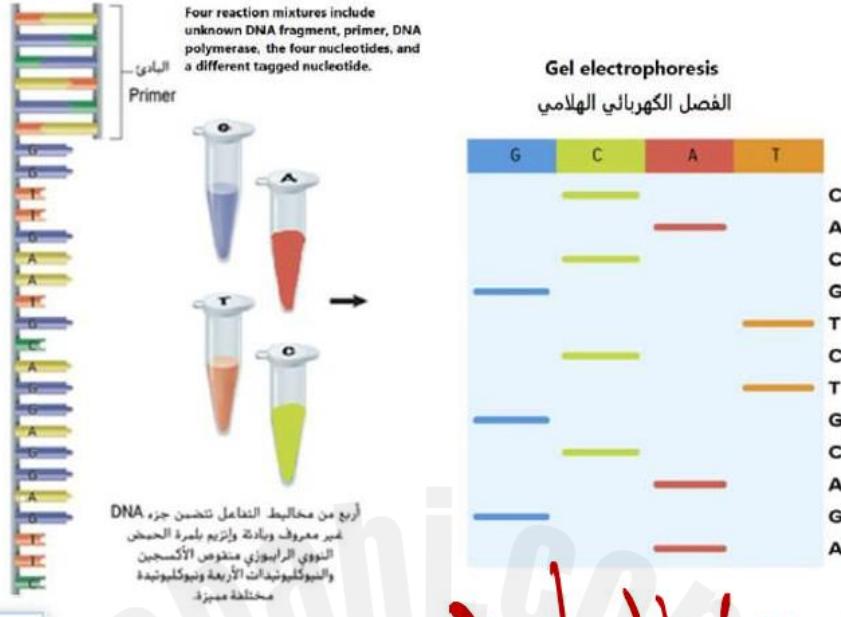 Four reaction mixtures include
unknown DNA fragment, primer, DNA
polymerase, the four nucleotides, and
a different tagged nucleotide.
البادئ
Primer
G
G
T
T
G
A
A
T
G
C
A
G
G
A
G
G
A
G
T
T
C
A
T
C
أربع من مخاليط التفاعل تتضمن جزء DNA
غير معروف وبادئة وإنزيم بلمرة الحمض
النووي الرايبوزي منقوص الأكسجين
والنيوكليوتيدات الأربعة ونيوكليوتيدة
مختلفة مميزة.
Gel electrophoresis
الفصل الكهربائي الهلامي
G C A T
C
A
C
G
T
C
T
G
C
A
G
A